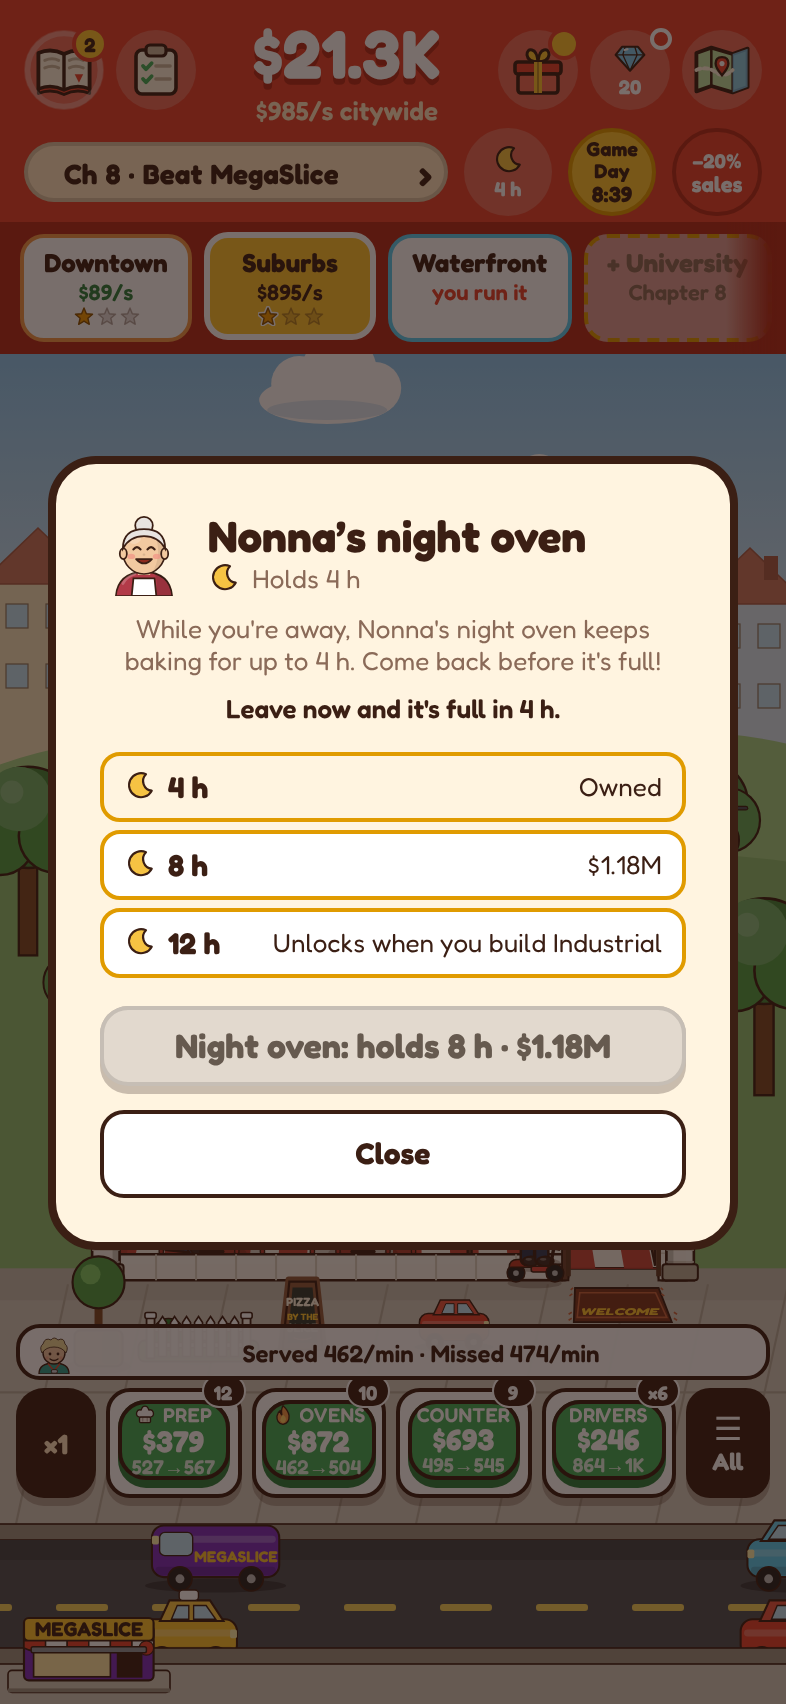 2
$21.3K
$985/s citywide
20
Ch 8 · Beat MegaSlice
4 h
Game
Day
8:39
−20%
sales
Downtown
$89/s
Suburbs
$895/s
Waterfront
you run it
+ University
Chapter 8
Nonna's night oven
Holds 4 h
While you're away, Nonna's night oven keeps
baking for up to 4 h. Come back before it's full!
Leave now and it's full in 4 h.
4 h Owned
8 h $1.18M
12 h Unlocks when you build Industrial
Night oven: holds 8 h · $1.18M
Close
PIZZA
BY THE
WELCOME
Served 462/min · Missed 474/min
x1
12
PREP
$379
527→567
10
OVENS
$872
462→504
9
COUNTER
$693
495→545
x6
DRIVERS
$246
864→1K
All
MEGASLICE
MEGASLICE